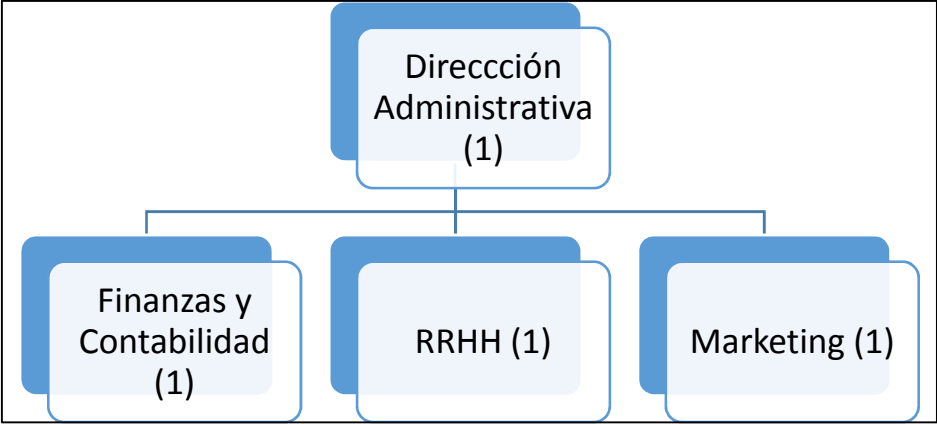 Direccción
Administrativa
(1)
Finanzas y
Contabilidad
(1)
RRHH (1)
Marketing (1)